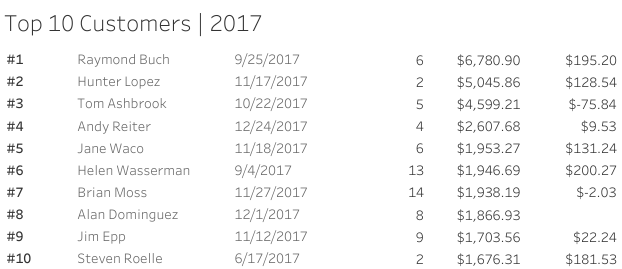 Top 10 Customers | 2017
#1 Raymond Buch 9/25/2017 6 $6,780.90 $195.20
#2 Hunter Lopez 11/17/2017 2 $5,045.86 $128.54
#3 Tom Ashbrook 10/22/2017 5 $4,599.21 $-75.84
#4 Andy Reiter 12/24/2017 4 $2,607.68 $9.53
#5 Jane Waco 11/18/2017 6 $1,953.27 $131.24
#6 Helen Wasserman 9/4/2017 13 $1,946.69 $200.27
#7 Brian Moss 11/27/2017 14 $1,938.19 $-2.03
#8 Alan Dominguez 12/1/2017 8 $1,866.93
#9 Jim Epp 11/12/2017 9 $1,703.56 $22.24
#10 Steven Roelle 6/17/2017 2 $1,676.31 $181.53